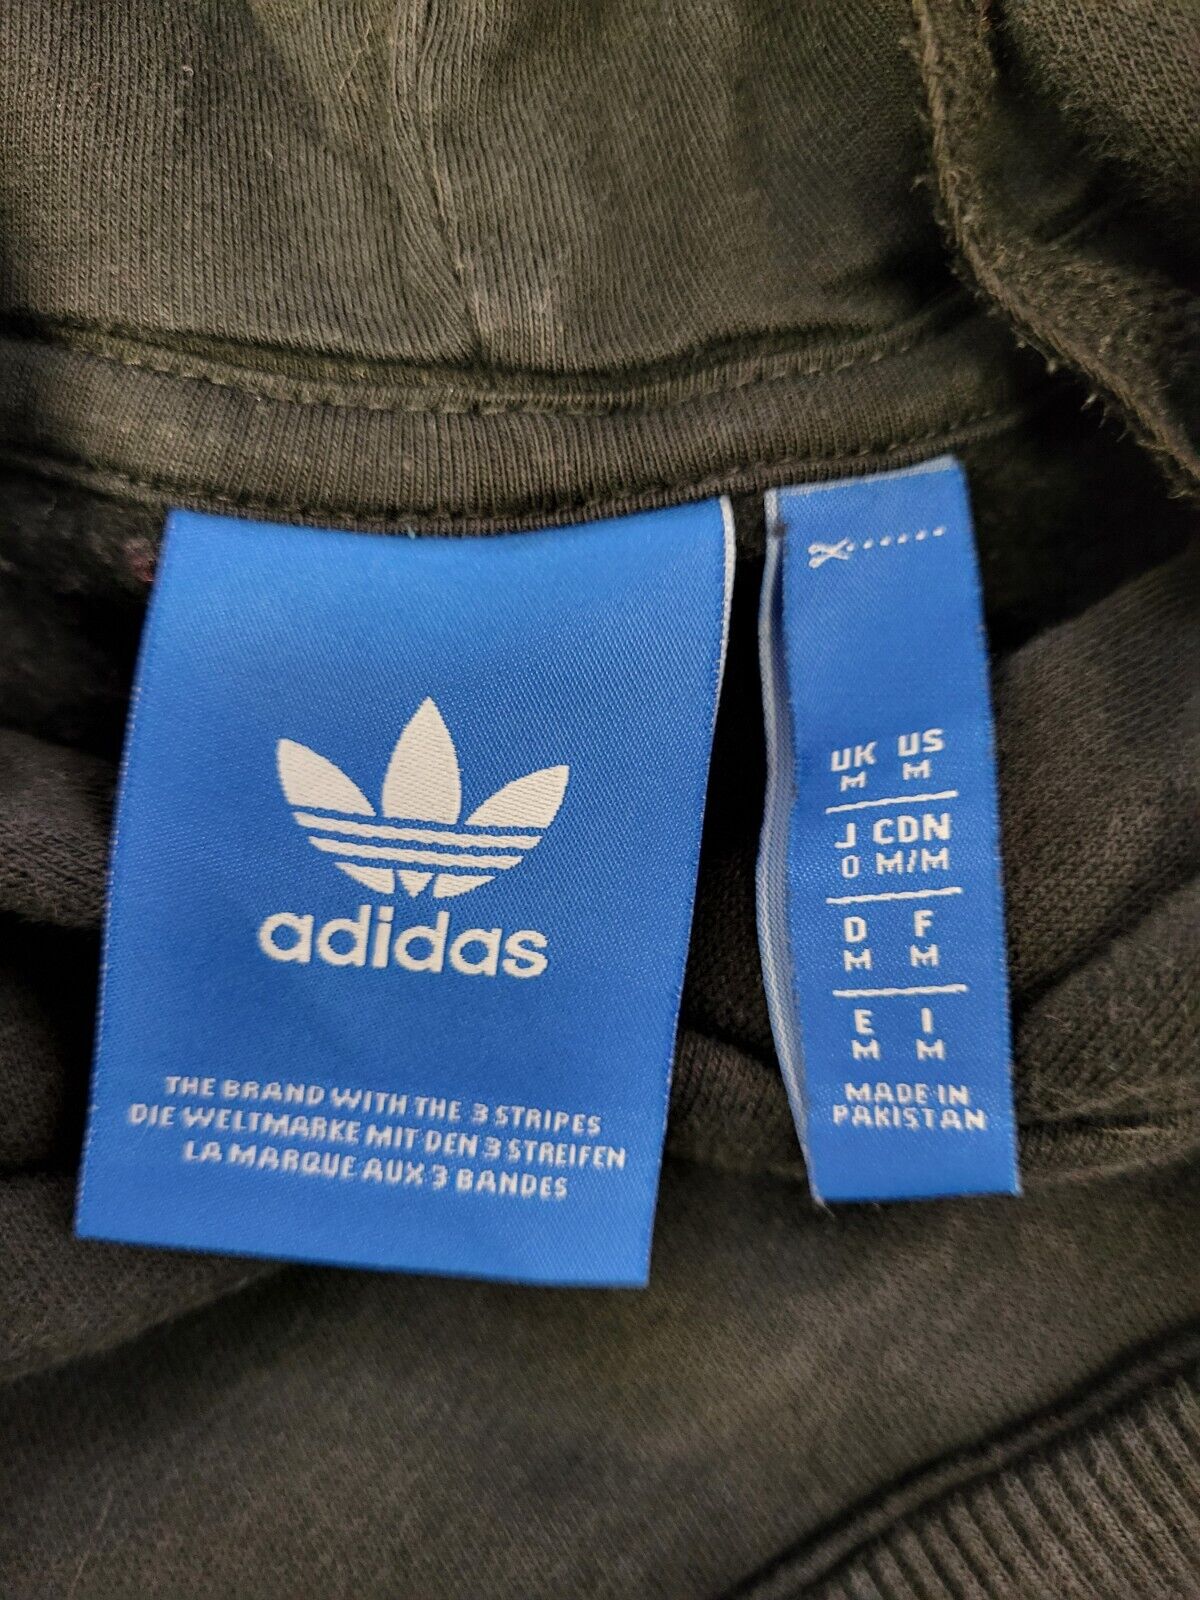 adidas
THE BRAND WITH THE 3 STRIPES
DIE WELTMARKE MIT DEN 3 STREIFEN
LA MARQUE AUX 3 BANDES
UK US
M M
J CDN
O M/M
D F
M M
E I
M M
MADE IN
PAKISTAN